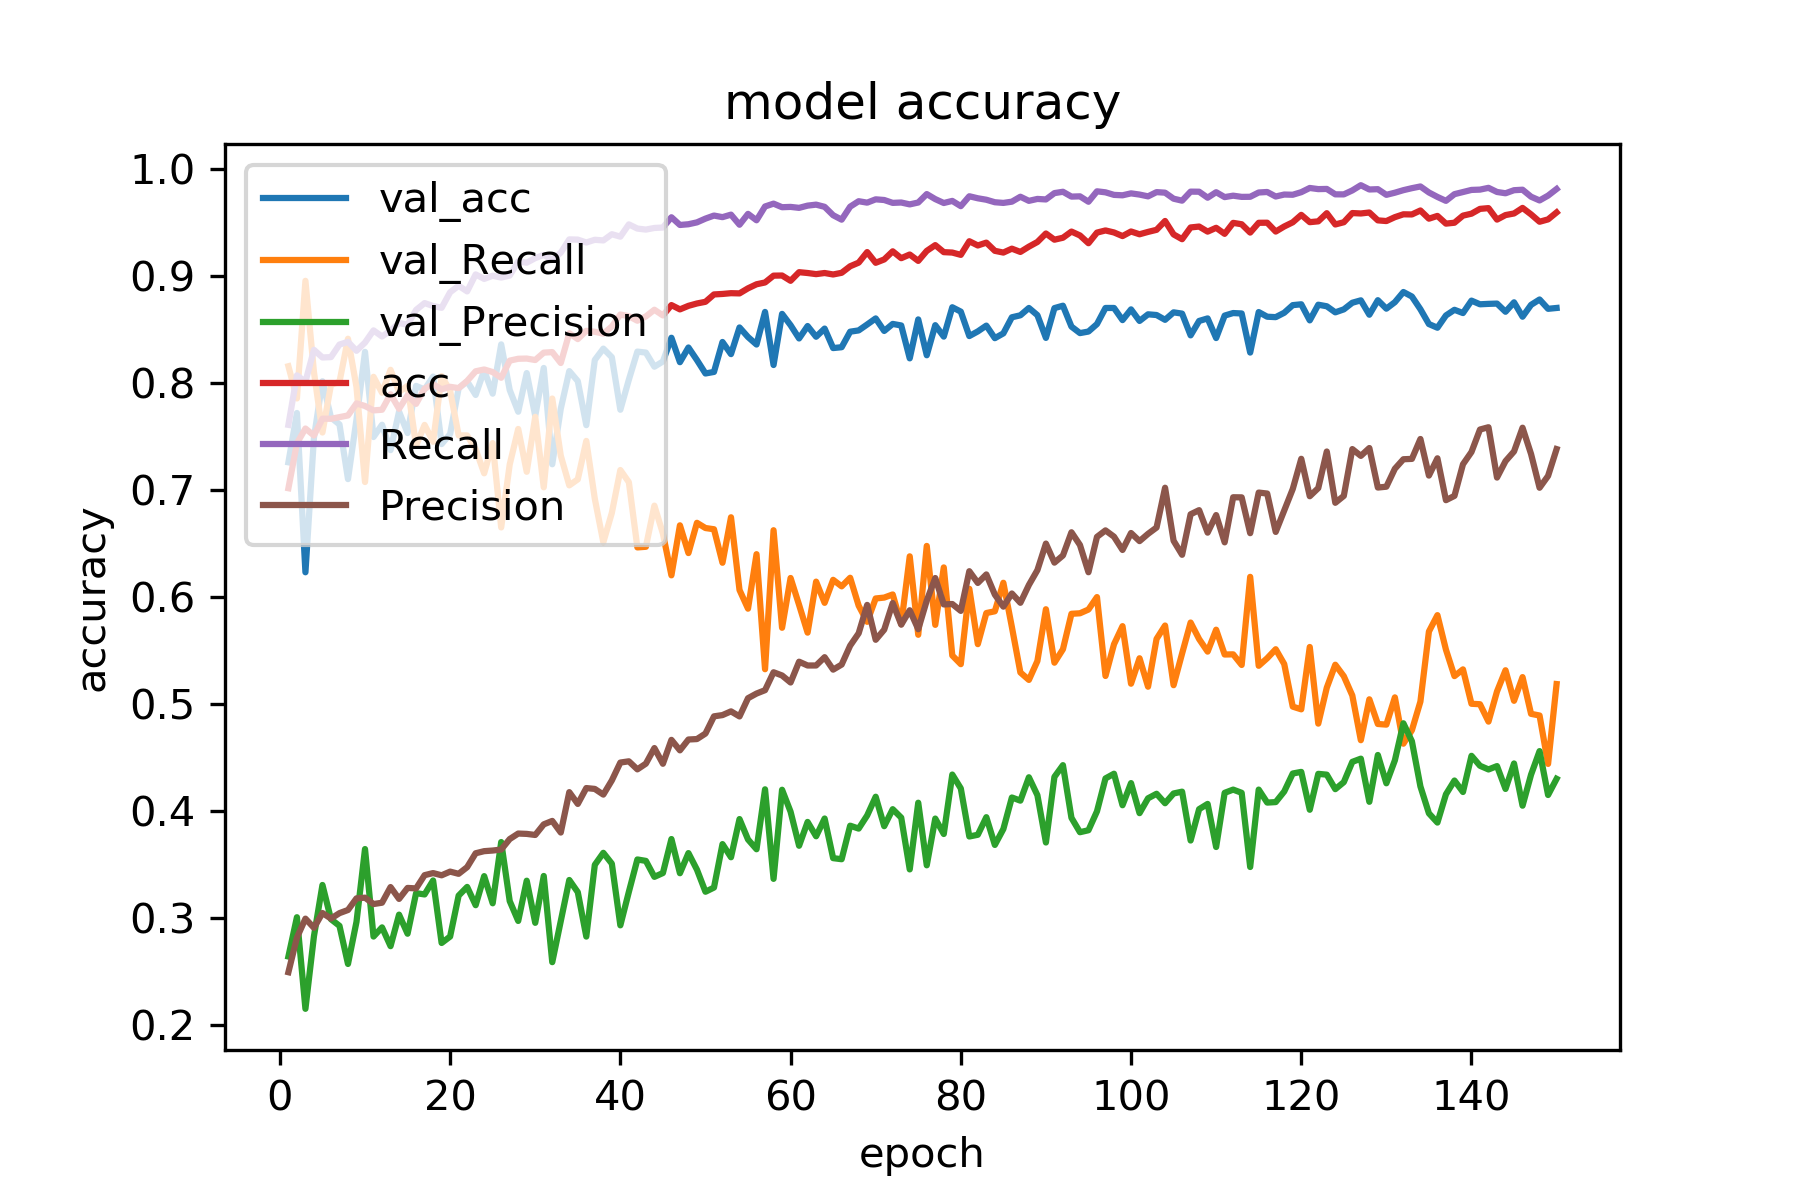 model accuracy
val_acc
val_Recall
val_Precision
acc
Recall
Precision
accuracy
1.0
0.9
0.8
0.7
0.6
0.5
0.4
0.3
0.2
0 20 40 60 80 100 120 140
epoch